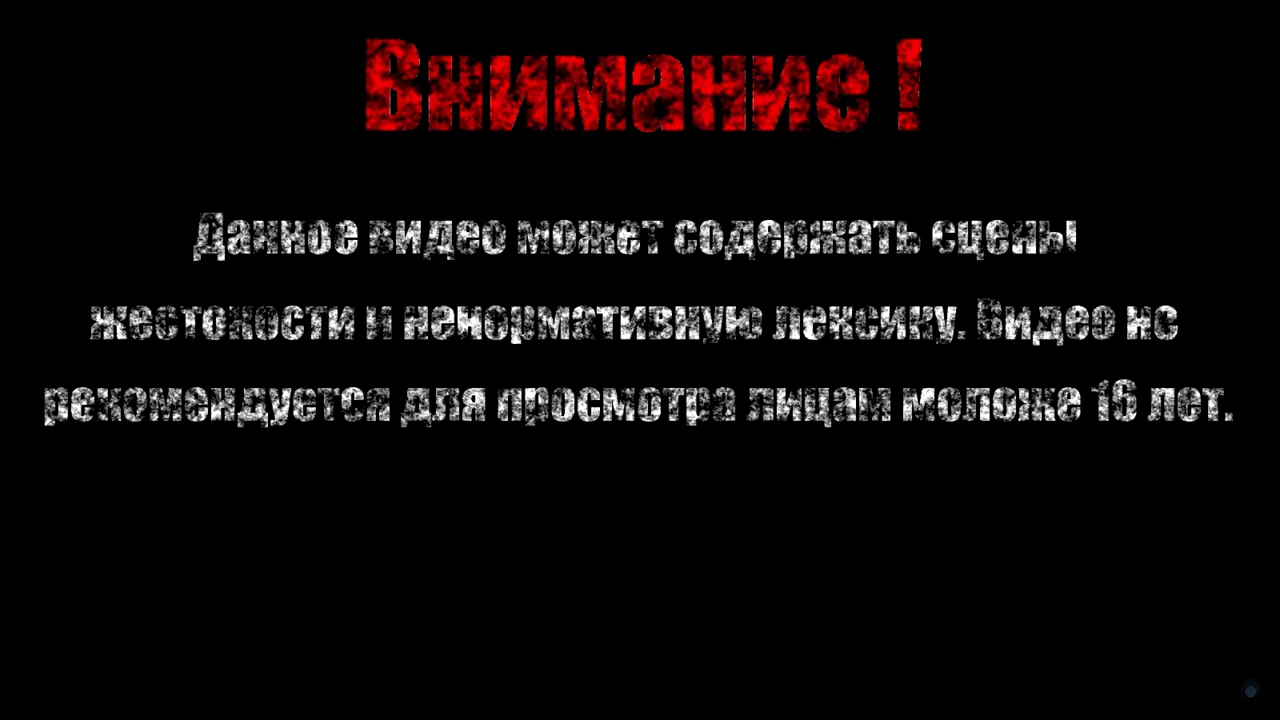 Внимание !
Данное видео может содержать сцены
жестокости и ненормативную лексику. Видео не
рекомендуется для просмотра лицам моложе 16 лет.